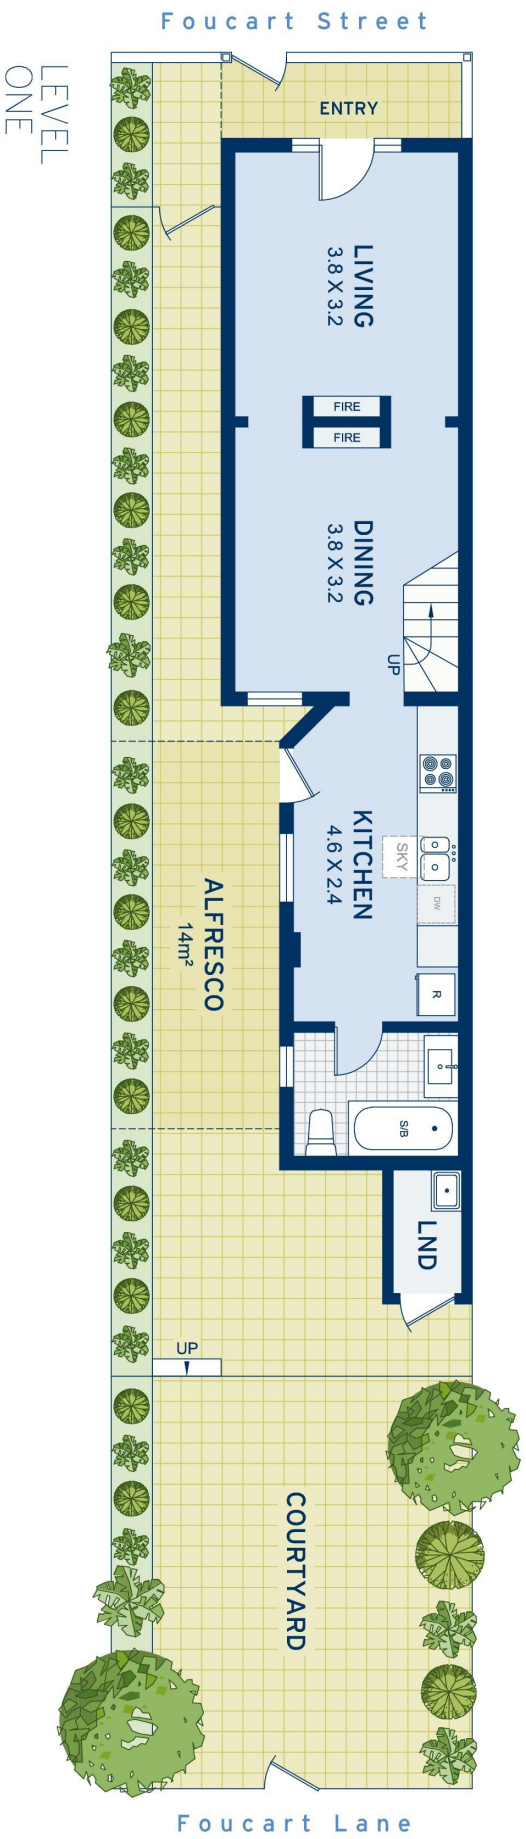 Foucart Street
LEVEL
ONE
ENTRY
LIVING
3.8 X 3.2
FIRE
FIRE
DINING
3.8 X 3.2
UP
KITCHEN
4.6 X 2.4
SKY
DW
R
ALFRESCO
14m²
S/B
LND
UP
COURTYARD
Foucart Lane